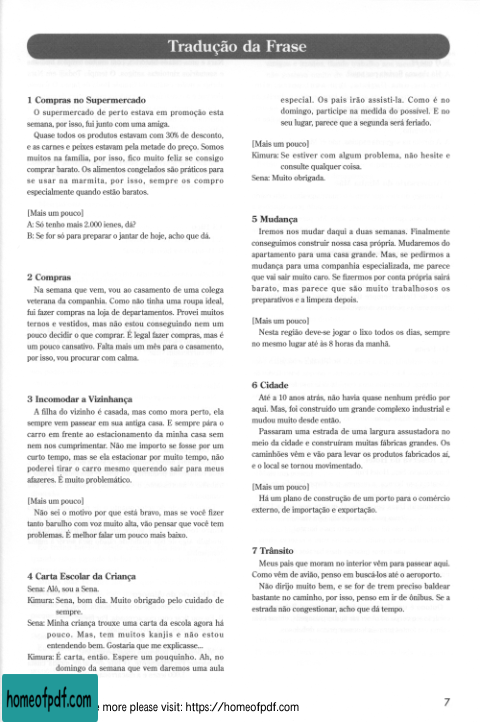 Tradução da Frase
1 Compras no Supermercado
O supermercado de perto estava em promoção esta
semana, por isso, fui junto com uma amiga.
Quase todos os produtos estavam com 30% de desconto,
e as carnes e peixes estavam pela metade do preço. Somos
muitos na família, por isso, fico muito feliz se consigo
comprar barato. Os alimentos congelados são práticos para
se usar na marmita, por isso, sempre os compro
especialmente quando estão baratos.
[Mais um pouco]
A: Só tenho mais 2.000 ienes, dá?
B: Se for só para preparar o jantar de hoje, acho que dá.
2 Compras
Na semana que vem, vou ao casamento de uma colega
veterana da companhia. Como não tinha uma roupa ideal,
fui fazer compras na loja de departamentos. Provei muitos
ternos e vestidos, mas não estou conseguindo nem um
pouco decidir o que comprar. É legal fazer compras, mas é
um pouco cansativo. Falta mais um mês para o casamento,
por isso, vou procurar com calma.
3 Incomodar a Vizinhança
A filha do vizinho é casada, mas como mora perto, ela
sempre vem passear em sua antiga casa. E sempre pára o
carro em frente ao estacionamento da minha casa sem
nem nos cumprimentar. Não me importo se fosse por um
curto tempo, mas se ela estacionar por muito tempo, não
poderei tirar o carro mesmo querendo sair para meus
afazeres. É muito problemático.
[Mais um pouco]
Não sei o motivo por que está bravo, mas se você fizer
tanto barulho com voz muito alta, vão pensar que você tem
problemas. É melhor falar um pouco mais baixo.
4 Carta Escolar da Criança
Sena: Alô, sou a Sena.
Kimura: Sena, bom dia. Muito obrigado pelo cuidado de
sempre.
Sena: Minha criança trouxe uma carta da escola agora há
pouco. Mas, tem muitos kanjis e não estou
entendendo bem. Gostaria que me explicasse...
Kimura: É carta, então. Espere um pouquinho. Ah, no
domingo da semana que vem daremos uma aula
especial. Os pais irão assisti-la. Como é no
domingo, participe na medida do possível. E no
seu lugar, parece que a segunda será feriado.
[Mais um pouco]
Kimura: Se estiver com algum problema, não hesite e
consulte qualquer coisa.
Sena: Muito obrigada.
5 Mudança
Iremos nos mudar daqui a duas semanas. Finalmente
conseguimos construir nossa casa própria. Mudaremos do
apartamento para uma casa grande. Mas, se pedirmos a
mudança para uma companhia especializada, me parece
que vai sair muito caro. Se fizermos por conta própria sairá
barato, mas parece que são muito trabalhosos os
preparativos e a limpeza depois.
[Mais um pouco]
Nesta região deve-se jogar o lixo todos os dias, sempre
no mesmo lugar até às 8 horas da manhã.
6 Cidade
Até a 10 anos atrás, não havia quase nenhum prédio por
aqui. Mas, foi construído um grande complexo industrial e
mudou muito desde então.
Passaram uma estrada de uma largura assustadora no
meio da cidade e construíram muitas fábricas grandes. Os
caminhões vêm e vão para levar os produtos fabricados aí,
e o local se tornou movimentado.
[Mais um pouco]
Há um plano de construção de um porto para o comércio
externo, de importação e exportação.
7 Trânsito
Meus pais que moram no interior vêm para passear aqui.
Como vêm de avião, penso em buscá-los até o aeroporto.
Não dirijo muito bem, e se for de trem preciso baldear
bastante no caminho, por isso, penso em ir de ônibus. Se a
estrada não congestionar, acho que dá tempo.
homeofpdf.com
e more please visit: https://homeofpdf.com
7